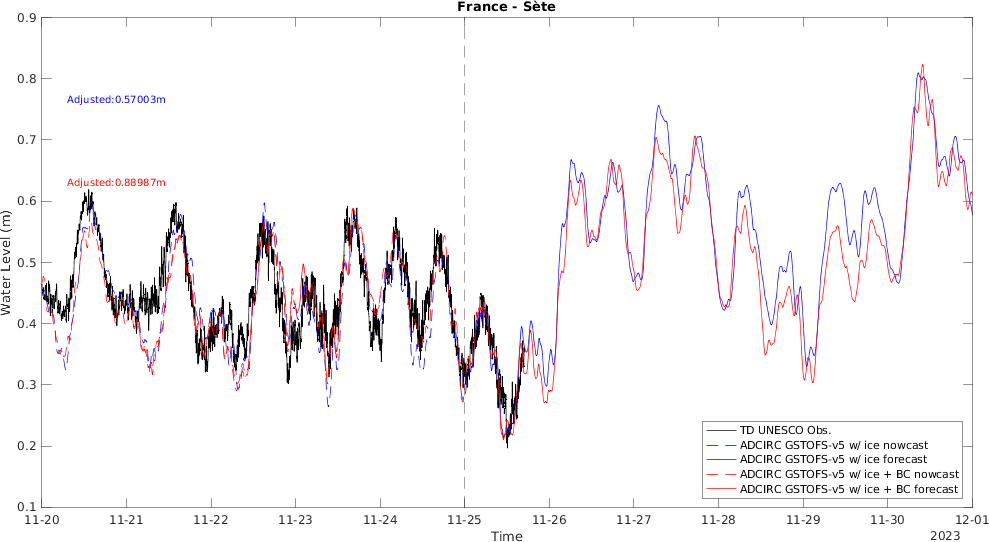 France - Sète
Water Level (m)
0.9
0.8
0.7
0.6
0.5
0.4
0.3
0.2
0.1
Adjusted:0.57003m
Adjusted:0.88987m
TD UNESCO Obs.
ADCIRC GSTOFS-v5 w/ ice nowcast
ADCIRC GSTOFS-v5 w/ ice forecast
ADCIRC GSTOFS-v5 w/ ice + BC nowcast
ADCIRC GSTOFS-v5 w/ ice + BC forecast
11-20 11-21 11-22 11-23 11-24 11-25 11-26 11-27 11-28 11-29 11-30 12-01
Time
2023